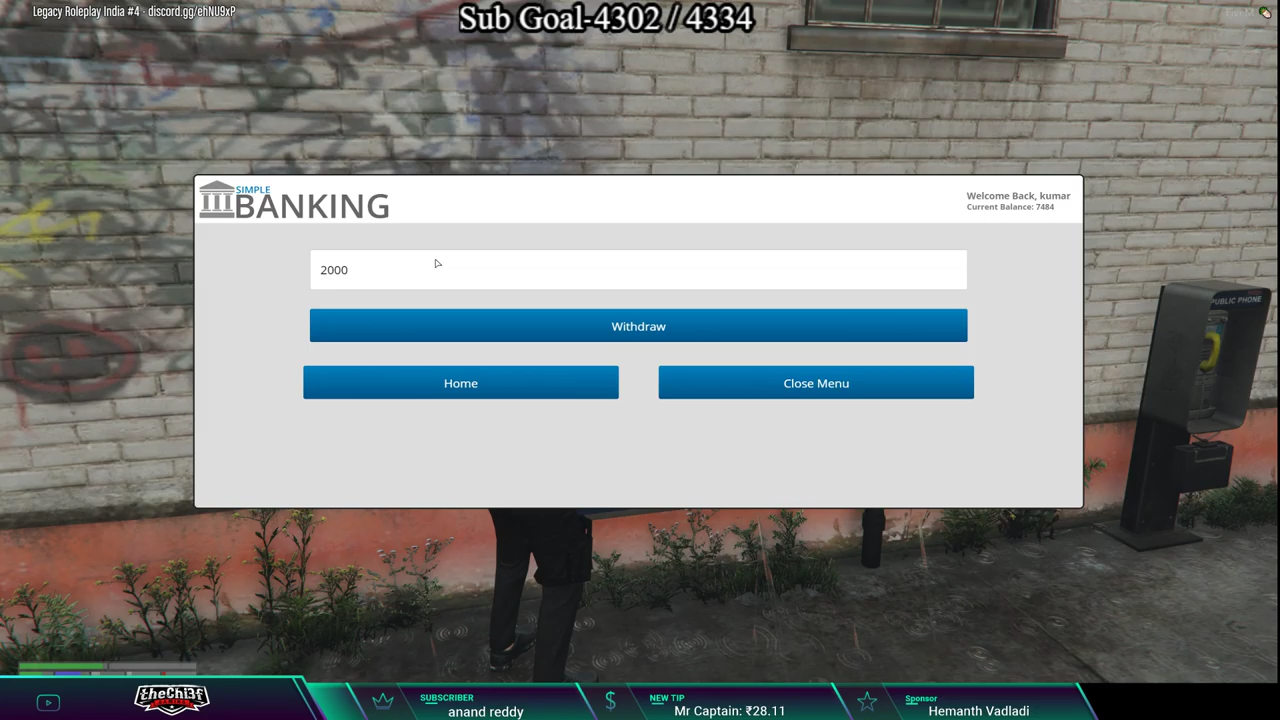 Legacy Roleplay India #4 - discord.gg/ehNU9xP
Sub Goal-4302 / 4334
SIMPLE
BANKING
Welcome Back, kumar
Current Balance: 7484
2000
Withdraw
Home
Close Menu
PUBLIC PHONE
theChi3f
GAMING
SUBSCRIBER
anand reddy
NEW TIP
Mr Captain: ₹28.11
Sponsor
Hemanth Vadladi